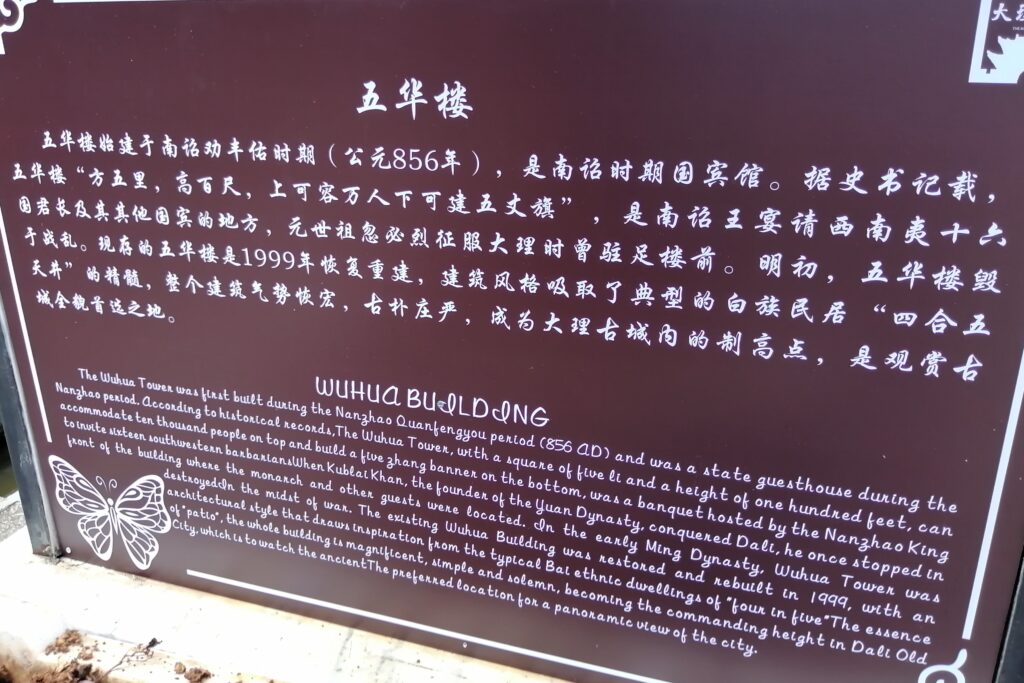 大理
五华楼
五华楼始建于南诏劝丰佑时期（公元856年），是南诏时期国宾馆。据史书记载，
五华楼“方五里，高百尺，上可容万人下可建五丈旗”，是南诏王宴请西南夷十六
国君长及其其他国宾的地方，元世祖忽必烈征服大理时曾驻足楼前。明初，五华楼毁
于战乱。现存的五华楼是1999年恢复重建，建筑风格吸取了典型的白族民居“四合五
天井”的精髓，整个建筑气势恢宏，古朴庄严，成为大理古城内的制高点，是观赏古
城全貌首选之地。
WUHUA BUILDING
The Wuhua Tower was first built during the Nanzhao Quanfengyou period (856 AD) and was a state guesthouse during the
Nanzhao period. According to historical records,The Wuhua Tower, with a square of five li and a height of one hundred feet, can
accommodate ten thousand people on top and build a five zhang banner on the bottom, was a banquet hosted by the Nanzhao King
to invite sixteen southwestern barbariansWhen Kublai Khan, the founder of the Yuan Dynasty, conquered Dali, he once stopped in
front of the building where the monarch and other guests were located. In the early Ming Dynasty, Wuhua Tower was
destroyedIn the midst of war. The existing Wuhua Building was restored and rebuilt in 1999, with an
architectural style that draws inspiration from the typical Bai ethnic dwellings of "four in five"The essence
of "patio", the whole building is magnificent, simple and solemn, becoming the commanding height in Dali Old
City, which is to watch the ancientThe preferred location for a panoramic view of the city.